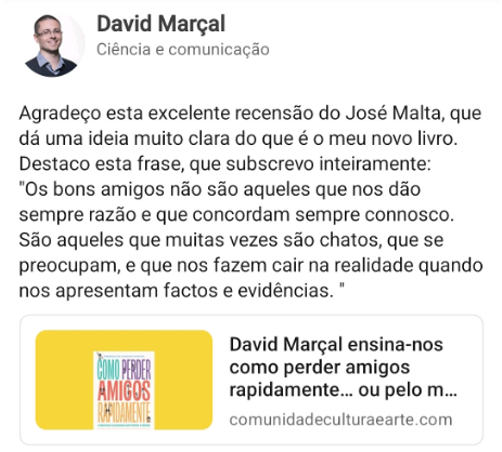 David Marçal
Ciência e comunicação
Agradeço esta excelente recensão do José Malta, que
dá uma ideia muito clara do que é o meu novo livro.
Destaco esta frase, que subscrevo inteiramente:
"Os bons amigos não são aqueles que nos dão
sempre razão e que concordam sempre connosco.
São aqueles que muitas vezes são chatos, que se
preocupam, e que nos fazem cair na realidade quando
nos apresentam factos e evidências. "
COMO PERDER
AMIGOS
RAPIDAMENTE
David Marçal ensina-nos
como perder amigos
rapidamente... ou pelo m...
comunidadeculturaearte.com